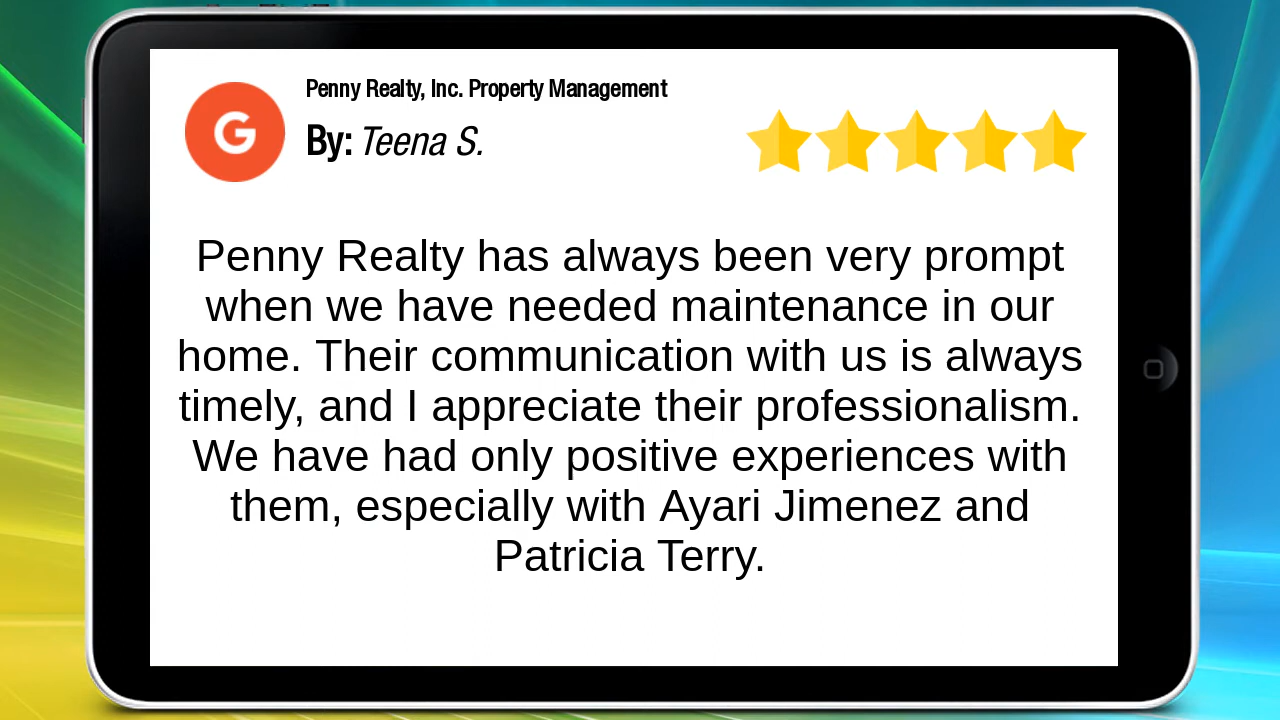 G
Penny Realty, Inc. Property Management
By: Teena S.
Penny Realty has always been very prompt
when we have needed maintenance in our
home. Their communication with us is always
timely, and I appreciate their professionalism.
We have had only positive experiences with
them, especially with Ayari Jimenez and
Patricia Terry.